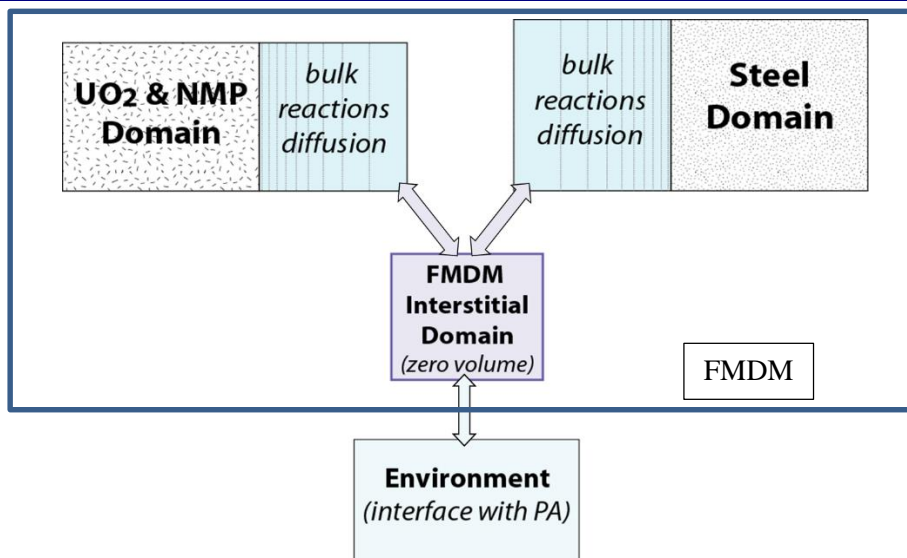 UO2 & NMP
Domain
bulk
reactions
diffusion
bulk
reactions
diffusion
Steel
Domain
FMDM
Interstitial
Domain
(zero volume)
FMDM
Environment
(interface with PA)